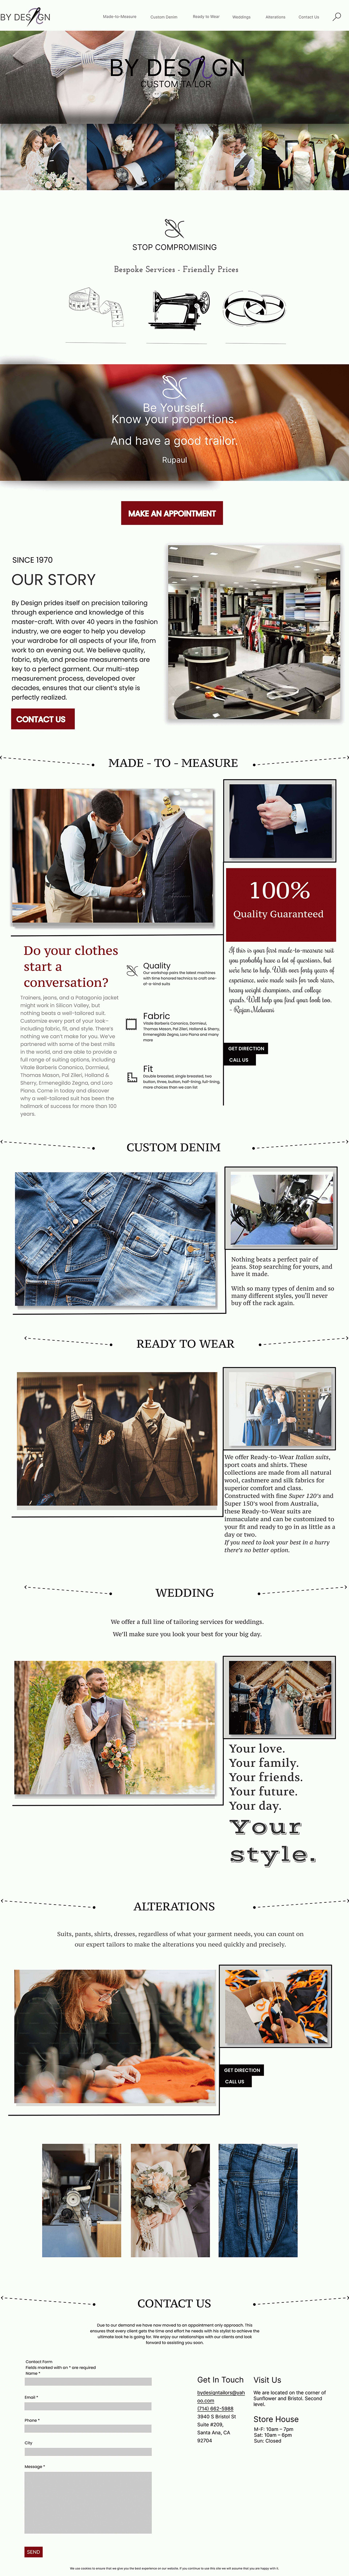 BY DESIGN
Made-to-Measure
Custom Denim
Ready to Wear
Weddings
Alterations
Contact Us
BY DESIGN
CUSTOM TAILOR
STOP COMPROMISING
Bespoke Services - Friendly Prices
Be Yourself.
Know your proportions.
And have a good trailor.
Rupaul
MAKE AN APPOINTMENT
SINCE 1970
OUR STORY
By Design prides itself on precision tailoring
through experience and knowledge of this
master-craft. With over 40 years in the fashion
industry, we are eager to help you develop
your wardrobe for all aspects of your life, from
work to an evening out. We believe in quality,
fabric, style, and precise measurements are
key to a perfect garment. Our multi-step
measurement process, developed over
decades, ensures that our client's style is
perfectly realized.
CONTACT US
MADE - TO - MEASURE
100%
Quality Guaranteed
If this is your first made-to-measure suit
you probably have a lot of questions, but
we're here to help. With over forty years of
experience, we've made suits for rock stars,
heavy weight champions, and college
grads. We'll help you find your look too.
- Rajan Melwani
GET DIRECTION
CALL US
Do your clothes
start a
conversation?
Trainers, jeans, and a Patagonia jacket
might work in Silicon Valley, but
nothing beats a well-tailored suit.
Customize every part of your look–
including fabric, fit, and style. There's
nothing we can't make for you. We've
partnered with some of the best mills
in the world, and are able to provide a
full range of suiting options, including
Vitale Barberis Canonico, Dormieul,
Thomas Mason, Pal Zileri, Holland &
Sherry, Ermenegildo Zegna, and Loro
Piana. Come in today and discover
why a well-tailored suit has been the
hallmark of success for more than 100
years.
Quality
Our workshop pairs the latest machines
with time honored technics to craft one-
of-a-kind suits
Fabric
Vitale Barberis Canonico, Dormieul,
Thomas Mason, Pal Zileri, Holland & Sherry,
Ermenegildo Zegna, Loro Piana and many
more
Fit
Double breasted, single breasted, two
button, three, button, half-lining, full-lining,
more choices than we can list
CUSTOM DENIM
Nothing beats a perfect pair of
jeans. Stop searching for yours, and
have it made.
With so many types of denim and so
many different styles, you'll never
buy off the rack again.
READY TO WEAR
We offer Ready-to-Wear Italian suits,
sport coats and shirts. These
collections are made from all natural
wool, cashmere and silk fabrics for
superior comfort and class.
Constructed with fine Super 120's and
Super 150's wool from Australia,
these Ready-to-Wear suits are
immaculate and can be customized to
your fit and ready to go in as little as a
day or two.
If you need to look your best in a hurry
there's no better option.
WEDDING
We offer a full line of tailoring services for weddings.
We'll make sure you look your best for your big day.
Your love.
Your family.
Your friends.
Your future.
Your day.
Your
style.
ALTERATIONS
Suits, pants, shirts, dresses, regardless of what your garment needs, you can count on
our expert tailors to make the alterations you need quickly and precisely.
GET DIRECTION
CALL US
CONTACT US
Due to our demand we have now moved to an appointment only approach. This
ensures that every client gets the time and effort he needs with his stylist to achieve the
ultimate look he is going for. We enjoy our relationships with our clients and look
forward to assisting you soon.
Contact Form
Fields marked with an * are required
Name *
Email *
Phone *
City
Message *
SEND
Get In Touch
bydesigntailors@yah
oo.com
(714) 662-5988
3940 S Bristol St
Suite #209,
Santa Ana, CA
92704
Visit Us
We are located on the corner of
Sunflower and Bristol. Second
level.
Store House
M-F: 10am – 7pm
Sat: 10am – 6pm
Sun: Closed
We use cookies to ensure that we give you the best experience on our website. If you continue to use this site we will assume that you are happy with it.